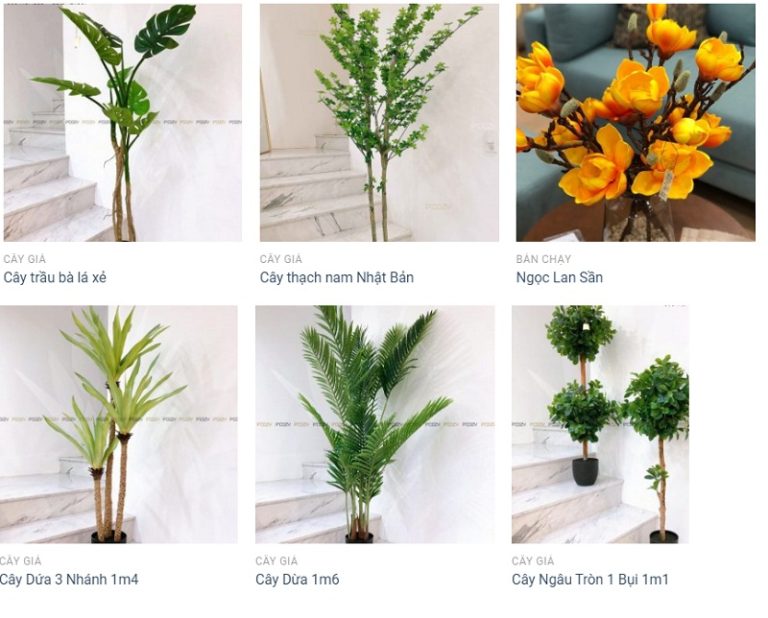 CÂY GIẢ
Cây trầu bà lá xẻ
CÂY GIẢ
Cây thạch nam Nhật Bản
BÁN CHẠY
Ngọc Lan Sần
CÂY GIẢ
Cây Dứa 3 Nhánh 1m4
CÂY GIẢ
Cây Dừa 1m6
CÂY GIẢ
Cây Ngâu Tròn 1 Bụi 1m1